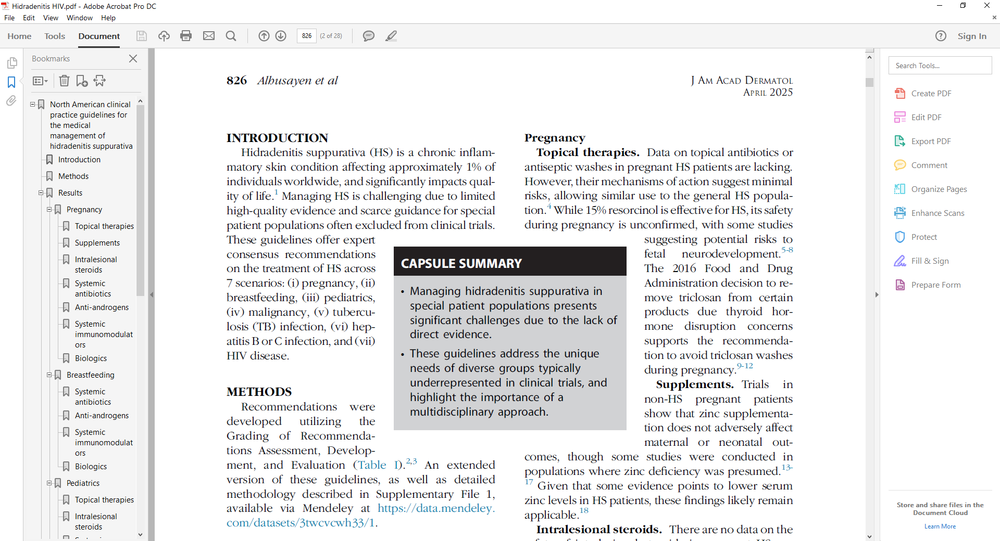 Hidradenitis HIV.pdf - Adobe Acrobat Pro DC
File Edit View Window Help
Home Tools Document 826 (2 of 28) Sign In
Bookmarks
North American clinical
practice guidelines for
the medical
management of
hidradenitis suppurativa
Introduction
Methods
Results
Pregnancy
Topical therapies
Supplements
Intralesional
steroids
Systemic
antibiotics
Anti-androgens
Systemic
immunomodulat
ors
Biologics
Breastfeeding
Systemic
antibiotics
Anti-androgens
Systemic
immunomodulat
ors
Biologics
Pediatrics
Topical therapies
Intralesional
steroids
826 Alhusayen et al
J AM ACAD DERMATOL
APRIL 2025
INTRODUCTION
Hidradenitis suppurativa (HS) is a chronic inflam-
matory skin condition affecting approximately 1% of
individuals worldwide, and significantly impacts qual-
ity of life.1 Managing HS is challenging due to limited
high-quality evidence and scarce guidance for special
patient populations often excluded from clinical trials.
These guidelines offer expert
consensus recommendations
on the treatment of HS across
7 scenarios: (i) pregnancy, (ii)
breastfeeding, (iii) pediatrics,
(iv) malignancy, (v) tubercu-
losis (TB) infection, (vi) hep-
atitis B or C infection, and (vii)
HIV disease.
METHODS
Recommendations were
developed utilizing the
Grading of Recommenda-
tions Assessment, Develop-
ment, and Evaluation (Table I).2,3 An extended
version of these guidelines, as well as detailed
methodology described in Supplementary File 1,
available via Mendeley at https://data.mendeley.
com/datasets/3twcvcwh33/1.
CAPSULE SUMMARY
• Managing hidradenitis suppurativa in
special patient populations presents
significant challenges due to the lack of
direct evidence.
• These guidelines address the unique
needs of diverse groups typically
underrepresented in clinical trials, and
highlight the importance of a
multidisciplinary approach.
Pregnancy
Topical therapies. Data on topical antibiotics or
antiseptic washes in pregnant HS patients are lacking.
However, their mechanisms of action suggest minimal
risks, allowing similar use to the general HS popula-
tion.4 While 15% resorcinol is effective for HS, its safety
during pregnancy is unconfirmed, with some studies
suggesting potential risks to
fetal neurodevelopment.5-8
The 2016 Food and Drug
Administration decision to re-
move triclosan from certain
products due thyroid hor-
mone disruption concerns
supports the recommenda-
tion to avoid triclosan washes
during pregnancy.9-12
Supplements. Trials in
non-HS pregnant patients
show that zinc supplementa-
tion does not adversely affect
maternal or neonatal out-
comes, though some studies were conducted in
populations where zinc deficiency was presumed.13-
17 Given that some evidence points to lower serum
zinc levels in HS patients, these findings likely remain
applicable.18
Intralesional steroids. There are no data on the
Search Tools...
Create PDF
Edit PDF
Export PDF
Comment
Organize Pages
Enhance Scans
Protect
Fill & Sign
Prepare Form
Store and share files in the
Document Cloud
Learn More